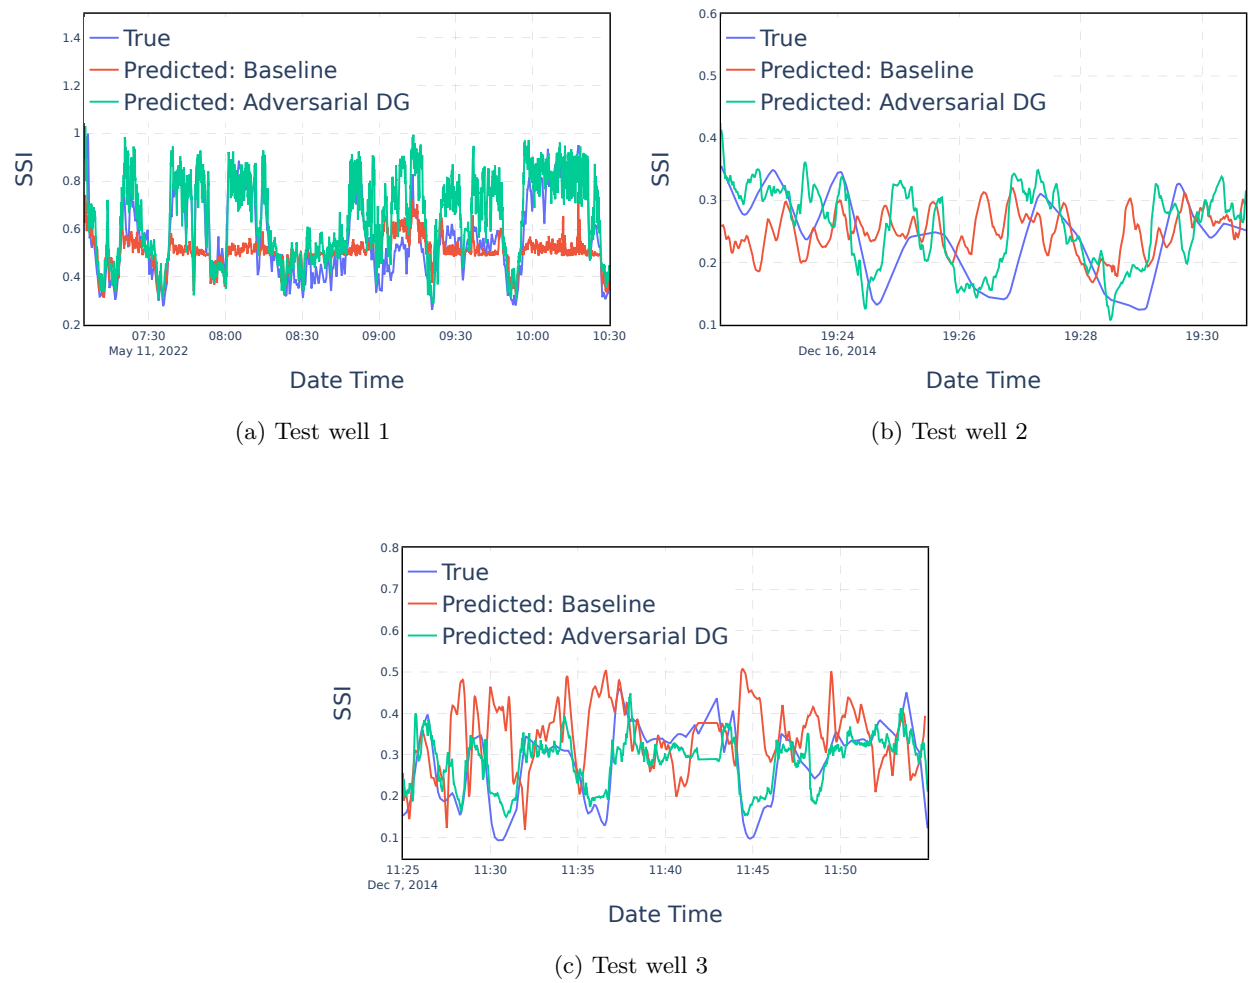 True
Predicted: Baseline
Predicted: Adversarial DG
1.4
1.2
1
0.8
0.6
0.4
0.2
SSI
07:30
08:00
08:30
09:00
09:30
10:00
10:30
May 11, 2022
Date Time
(a) Test well 1
True
Predicted: Baseline
Predicted: Adversarial DG
0.6
0.5
0.4
0.3
0.2
0.1
SSI
19:24
19:26
19:28
19:30
Dec 16, 2014
Date Time
(b) Test well 2
True
Predicted: Baseline
Predicted: Adversarial DG
0.8
0.7
0.6
0.5
0.4
0.3
0.2
0.1
SSI
11:25
11:30
11:35
11:40
11:45
11:50
Dec 7, 2014
Date Time
(c) Test well 3